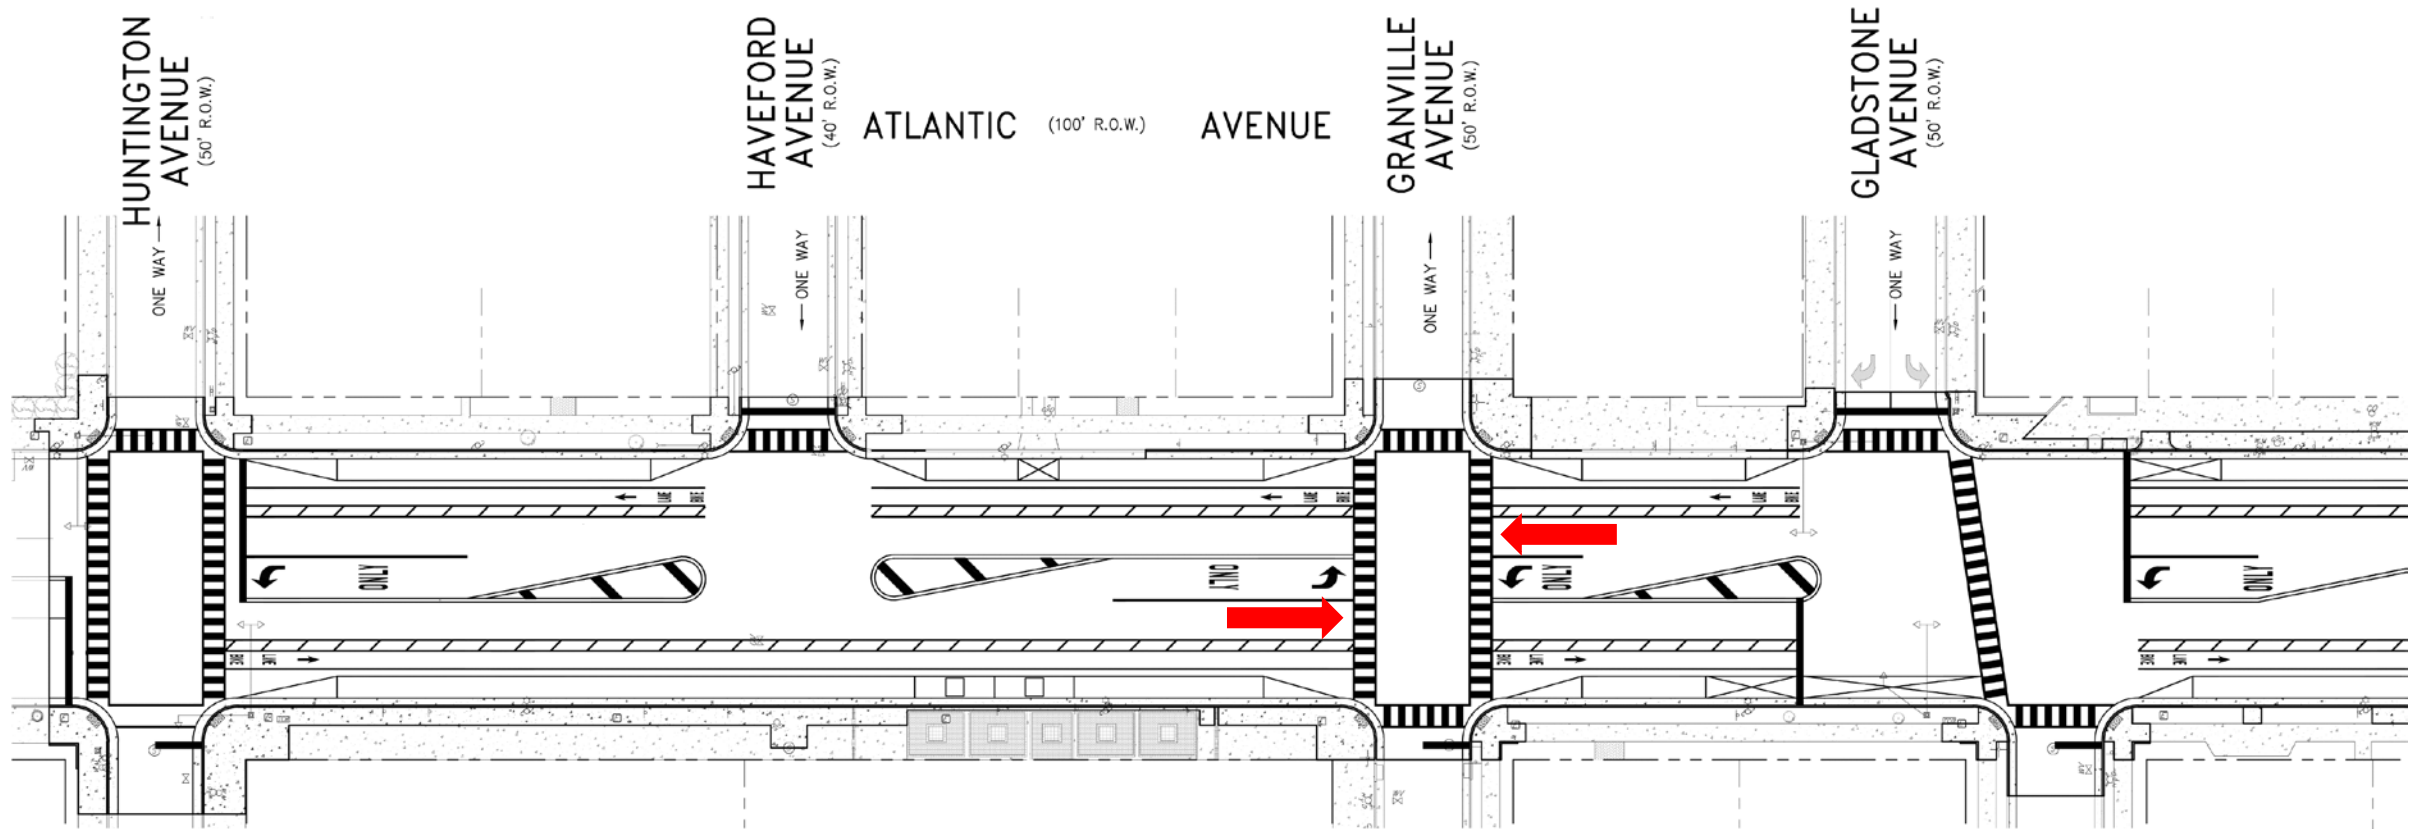 HUNTINGTON
AVENUE
(50' R.O.W.)
HAVEFORD
AVENUE
(40' R.O.W.)
ATLANTIC (100' R.O.W.) AVENUE
GRANVILLE
AVENUE
(50' R.O.W.)
GLADSTONE
AVENUE
(50' R.O.W.)
ONE WAY
ONE WAY
ONE WAY
ONE WAY
LANE BIKE
LANE BIKE
LANE BIKE
ONLY
ONLY
ONLY
ONLY
BIKE LANE
BIKE LANE
BIKE LANE